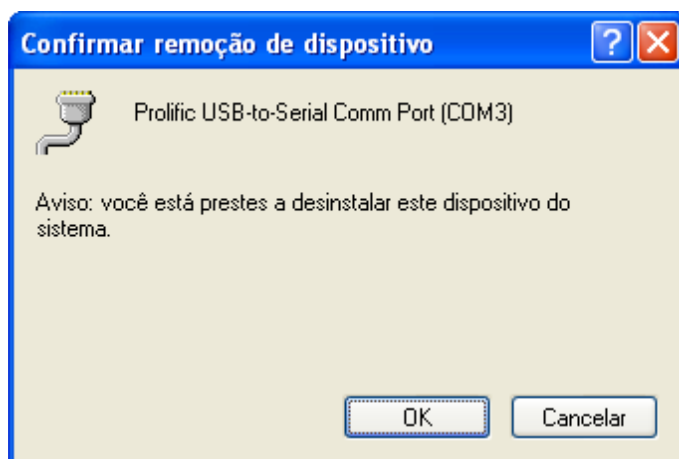 Confirmar remoção de dispositivo
Prolific USB-to-Serial Comm Port (COM3)
Aviso: você está prestes a desinstalar este dispositivo do
sistema.
OK
Cancelar